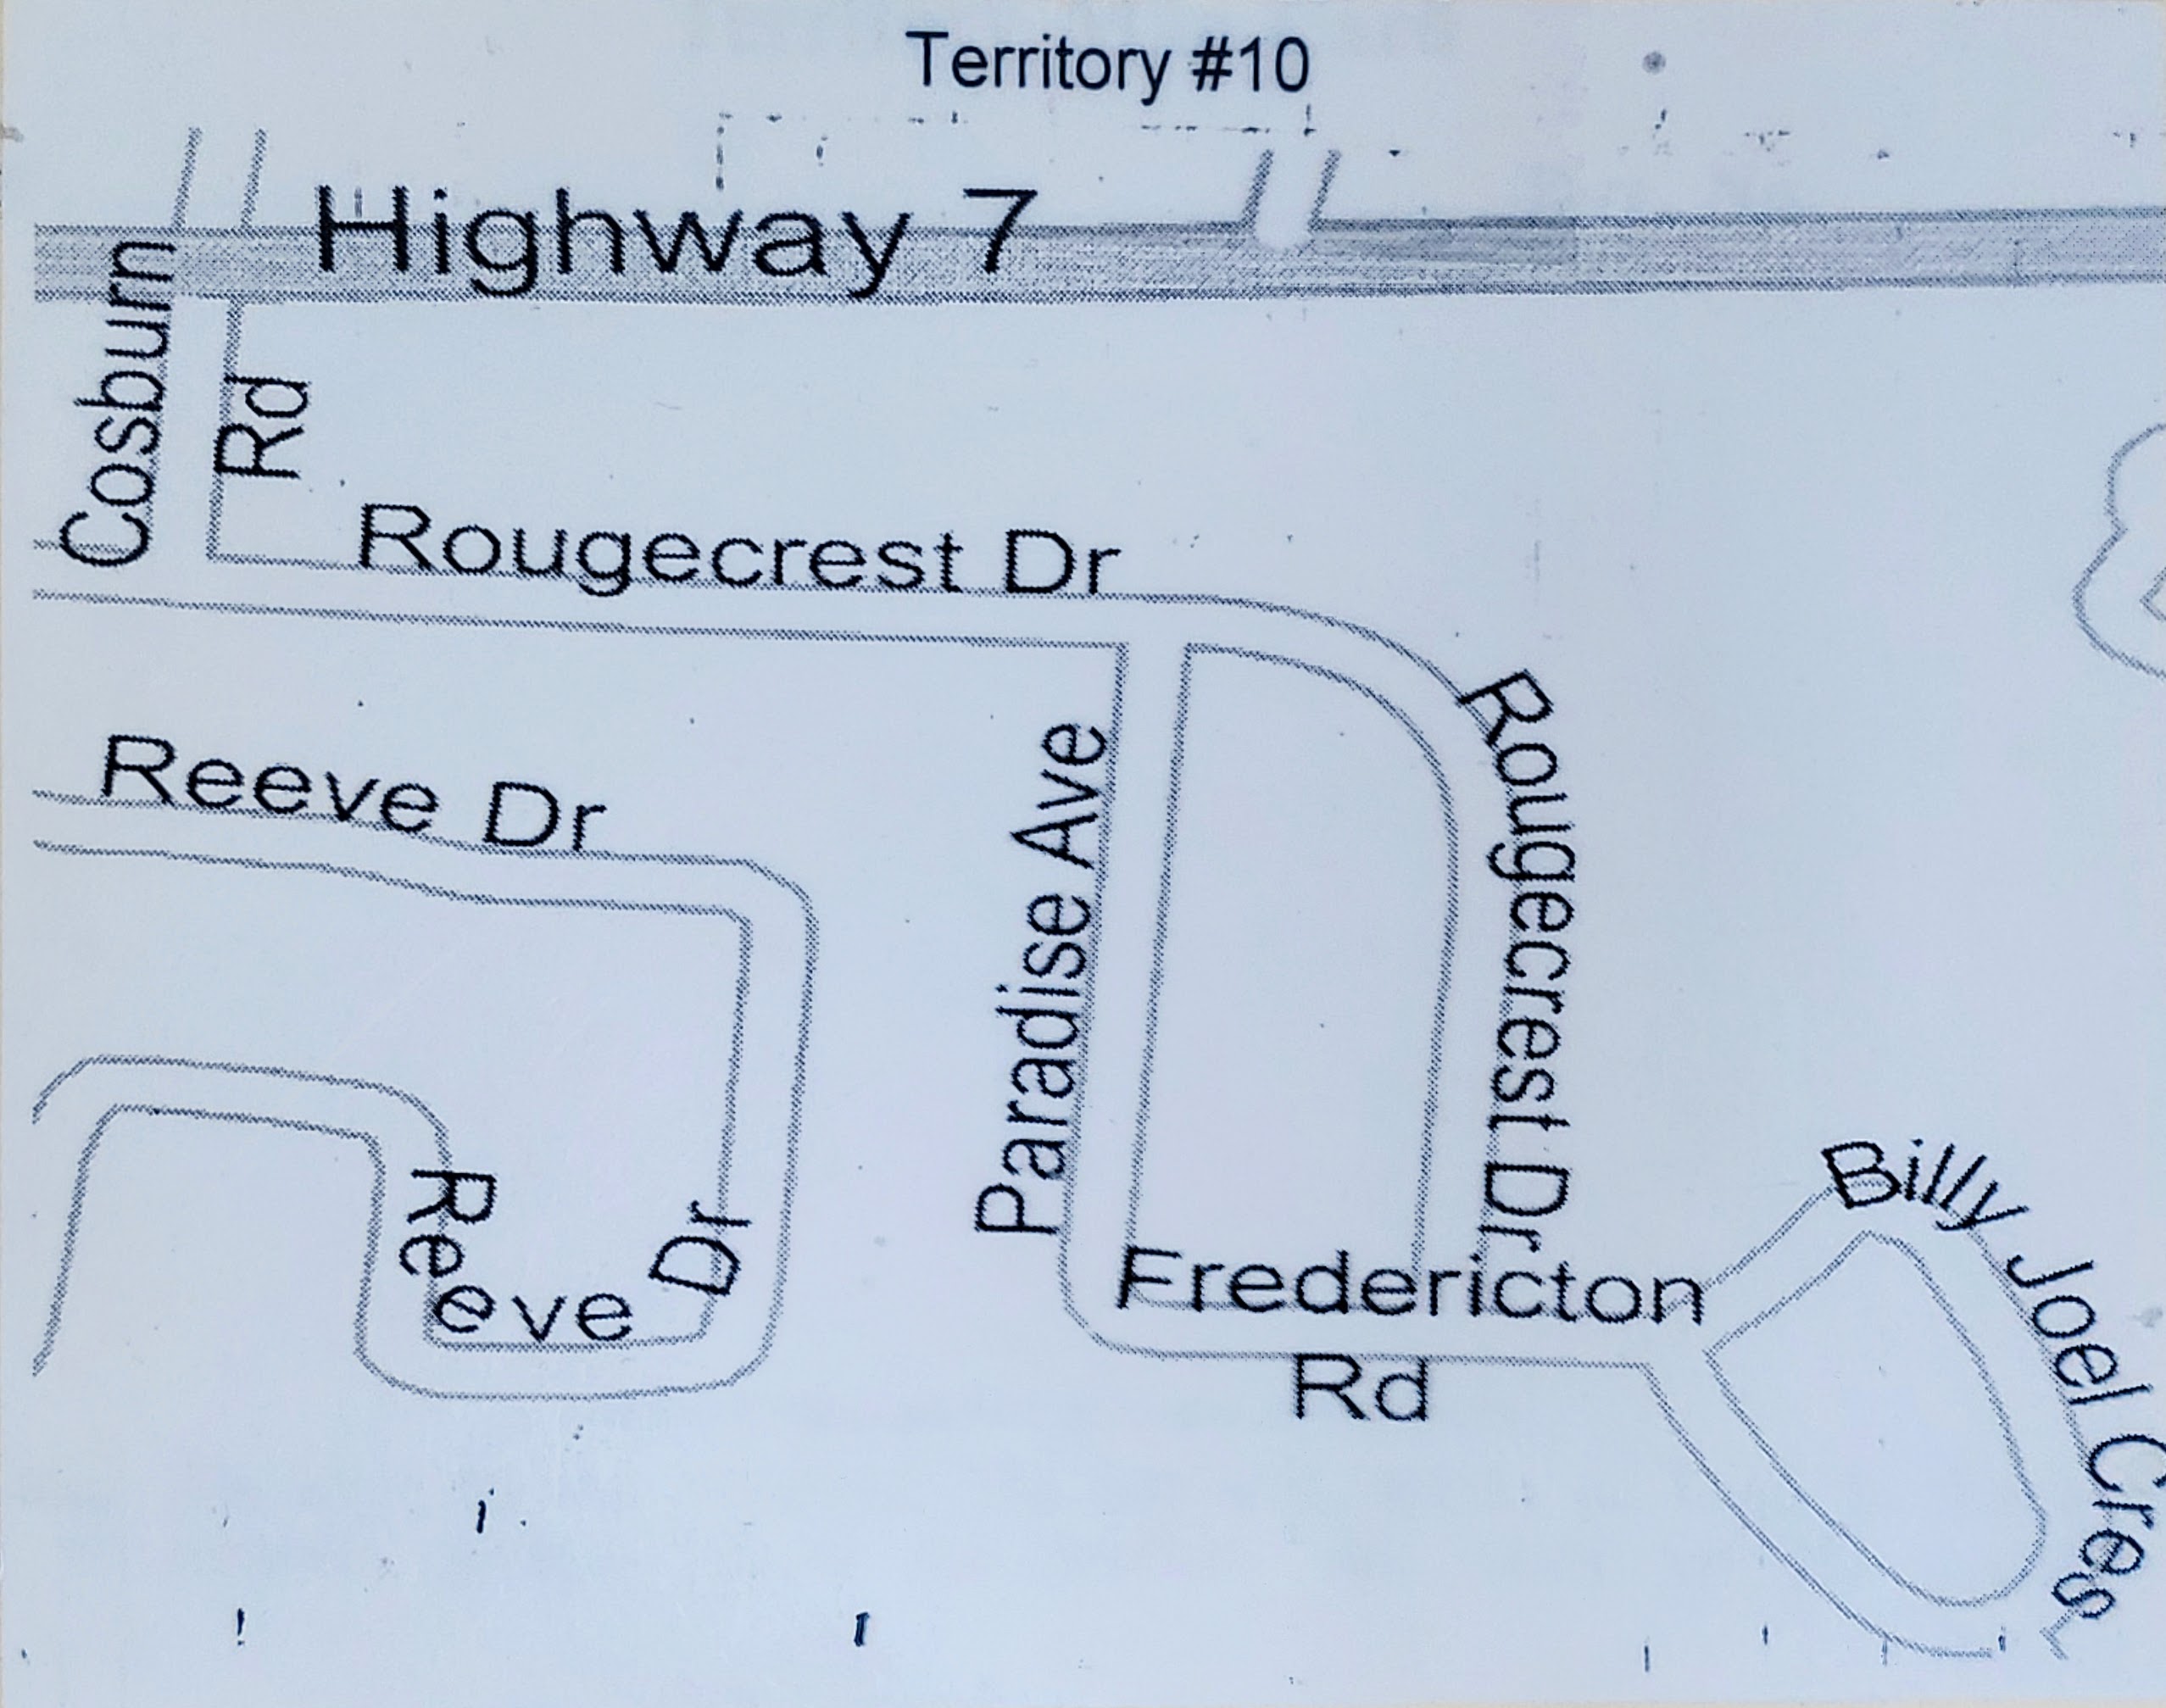 Territory #10
Highway 7
Cosburn
Rd
Rougecrest Dr
Rougecrest Dr
Reeve Dr
Paradise Ave
Reeve Dr
Fredericton
Rd
Billy Joel Cres